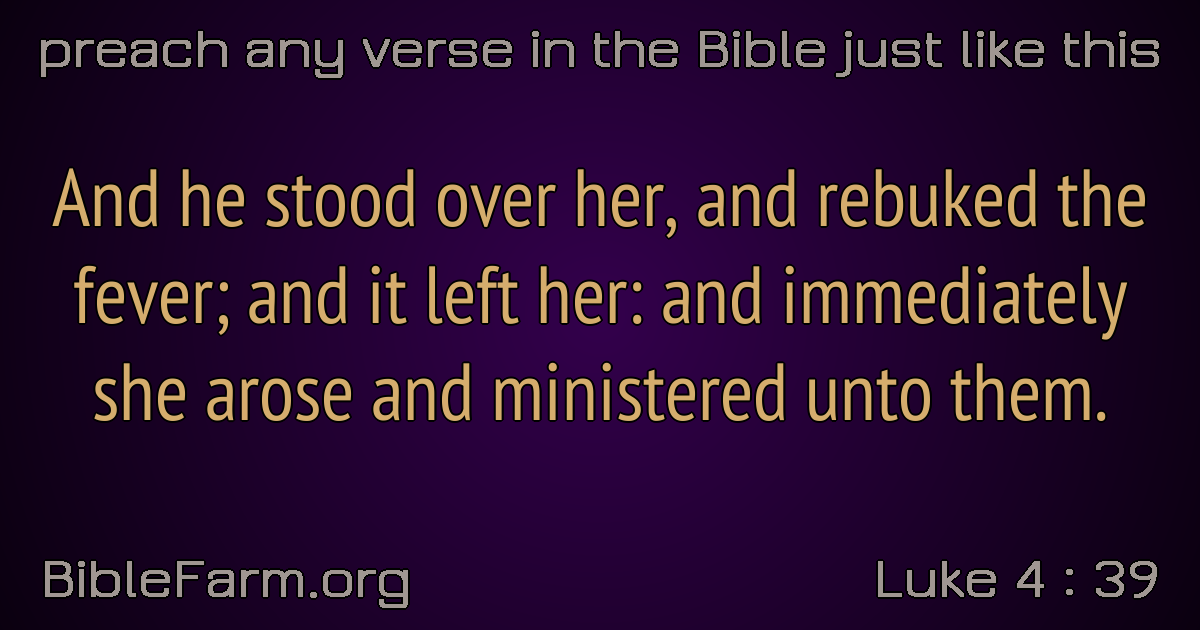 preach any verse in the Bible just like this
And he stood over her, and rebuked the
fever; and it left her: and immediately
she arose and ministered unto them.
BibleFarm.org
Luke 4 : 39